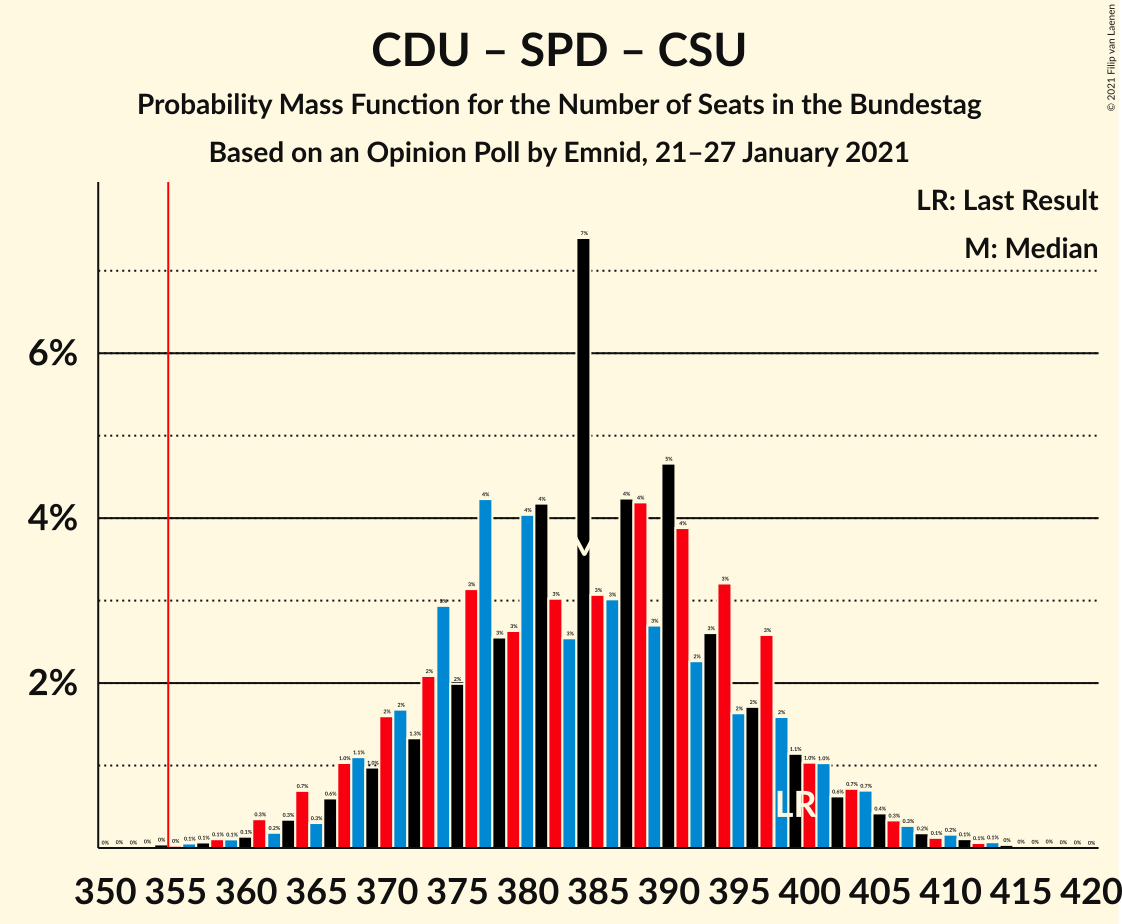 CDU – SPD – CSU
Probability Mass Function for the Number of Seats in the Bundestag
Based on an Opinion Poll by Emnid, 21–27 January 2021
© 2021 Filip van Laenen
LR: Last Result
M: Median
6%
4%
2%
0% 0% 0% 0% 0% 0% 0.1% 0.1% 0.1% 0.1% 0.1% 0.3% 0.2% 0.3% 0.7% 0.3% 0.6% 1.0% 1.1% 1.0% 2% 2% 1.3% 2% 3% 2% 3% 4% 3% 3% 4% 4% 3% 3% 7% 3% 3% 4% 4% 3% 5% 4% 2% 3% 3% 2% 2% 3% 2% 1.1% 1.0% 1.0% 0.6% 0.7% 0.7% 0.4% 0.3% 0.3% 0.2% 0.1% 0.2% 0.1% 0.1% 0.1% 0% 0% 0% 0% 0% 0% 0%
M
LR
350 355 360 365 370 375 380 385 390 395 400 405 410 415 420